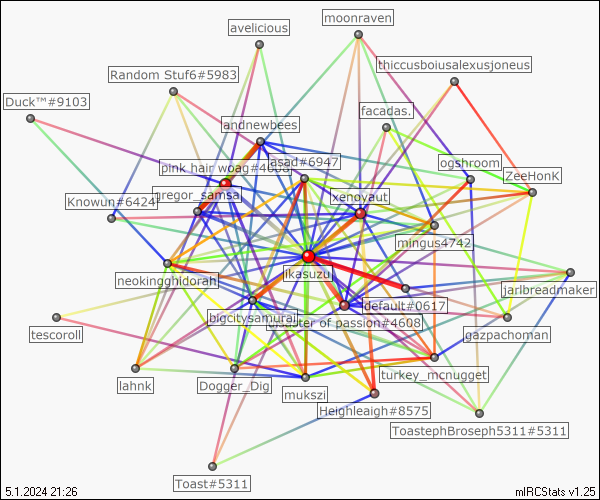 moonraven
avelicious
thiccusboiusalexusjoneus
Random Stuf6#5983
Duck™#9103
facadas.
andnewbees
asad#6947
ogshroom
pink hair woag#4008
ZeeHonK
gregor_samsa
xenovaut
Knowun#6424
mingus4742
neokingghidorah
ikasuzu
jarlbreadmaker
default#0617
bigcitysamurai
bluster of passion#4608
tescoroll
gazpachoman
lahnk
Dogger_Dig
turkey_mcnugget
mukszi
Heighleaigh#8575
ToastephBroseph5311#5311
Toast#5311
5.1.2024 21:26
mIRCStats v1.25